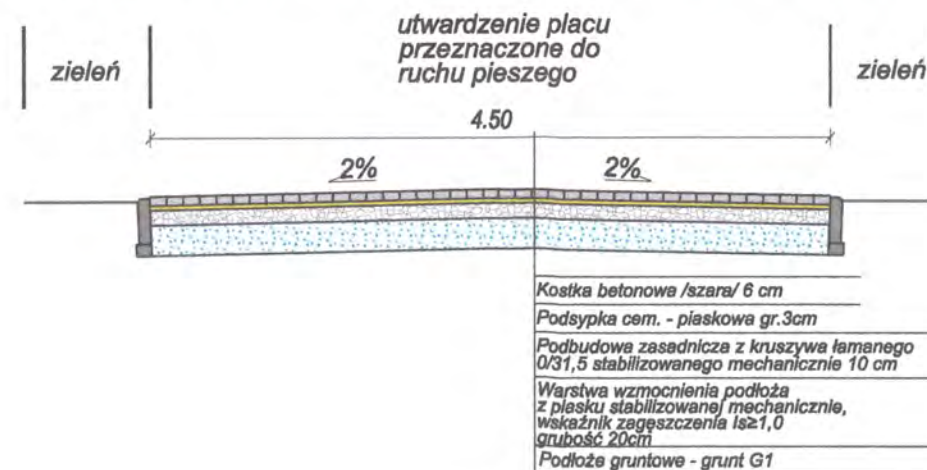 utwardzenie placu
przeznaczone do
ruchu pieszego
zieleń
zieleń
4.50
2%
2%
Kostka betonowa /szara/ 6 cm
Podsypka cem. - piaskowa gr.3cm
Podbudowa zasadnicza z kruszywa łamanego
0/31,5 stabilizowanego mechanicznie 10 cm
Warstwa wzmocnienia podłoża
z piasku stabilizowanej mechanicznie,
wskaźnik zagęszczenia Is≥1,0
grubość 20cm
Podłoże gruntowe - grunt G1